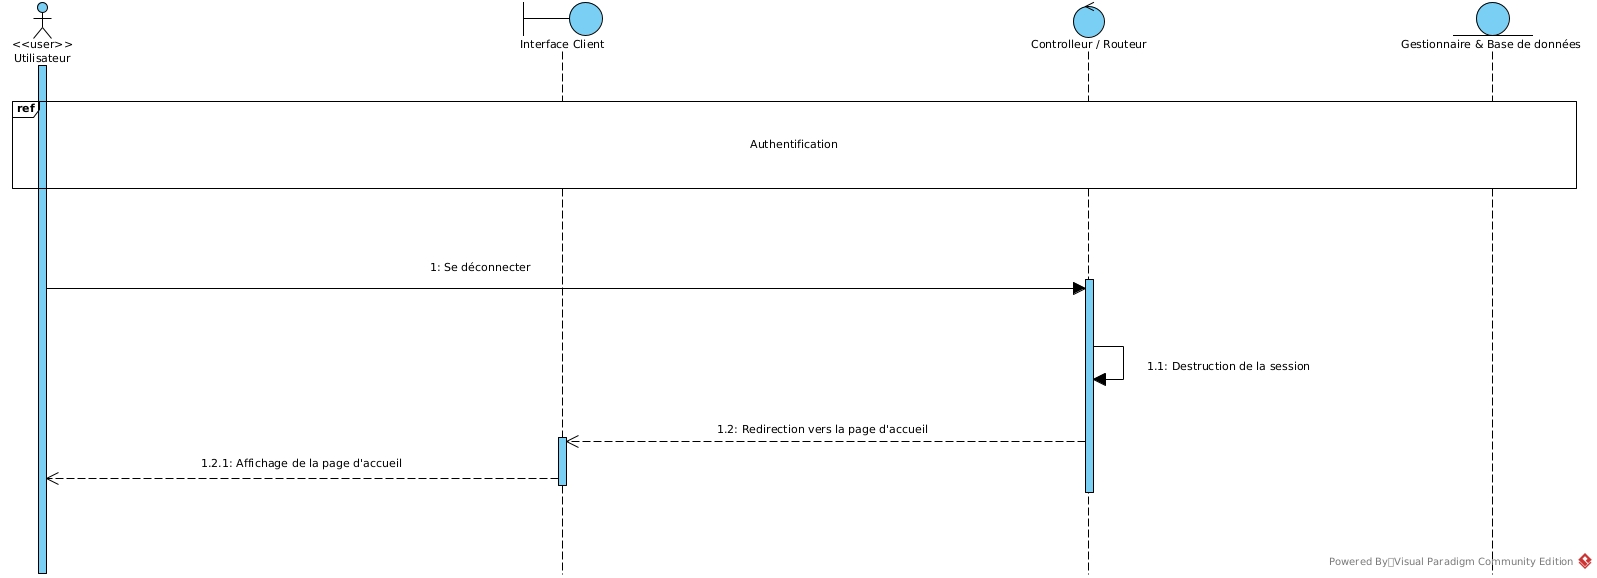 <<user>>
Utilisateur
Interface Client
Controlleur / Routeur
Gestionnaire & Base de données
ref
Authentification
1: Se déconnecter
1.1: Destruction de la session
1.2: Redirection vers la page d'accueil
1.2.1: Affichage de la page d'accueil
Powered By Visual Paradigm Community Edition